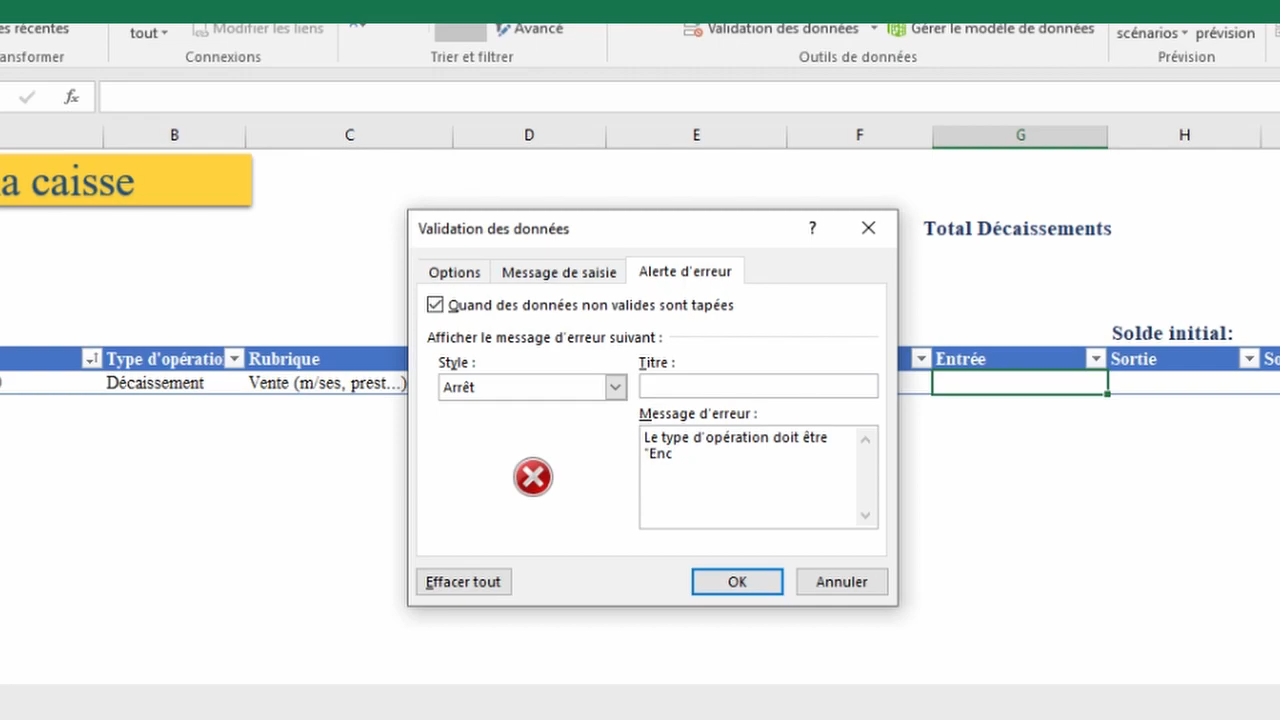 es récentes
tout
Modifier les liens
Avancé
Validation des données
Gérer le modèle de données
scénarios
prévision
ansformer
Connexions
Trier et filtrer
Outils de données
Prévision
fx
B C D E F G H
a caisse
Total Décaissements
Validation des données
?
Options
Message de saisie
Alerte d'erreur
Quand des données non valides sont tapées
Afficher le message d'erreur suivant :
Style :
Titre :
Arrêt
Message d'erreur :
Le type d'opération doit être
"Enc
Effacer tout
OK
Annuler
Solde initial:
Type d'opératio
Rubrique
Entrée
Sortie
So
Décaissement
Vente (m/ses, prest...)